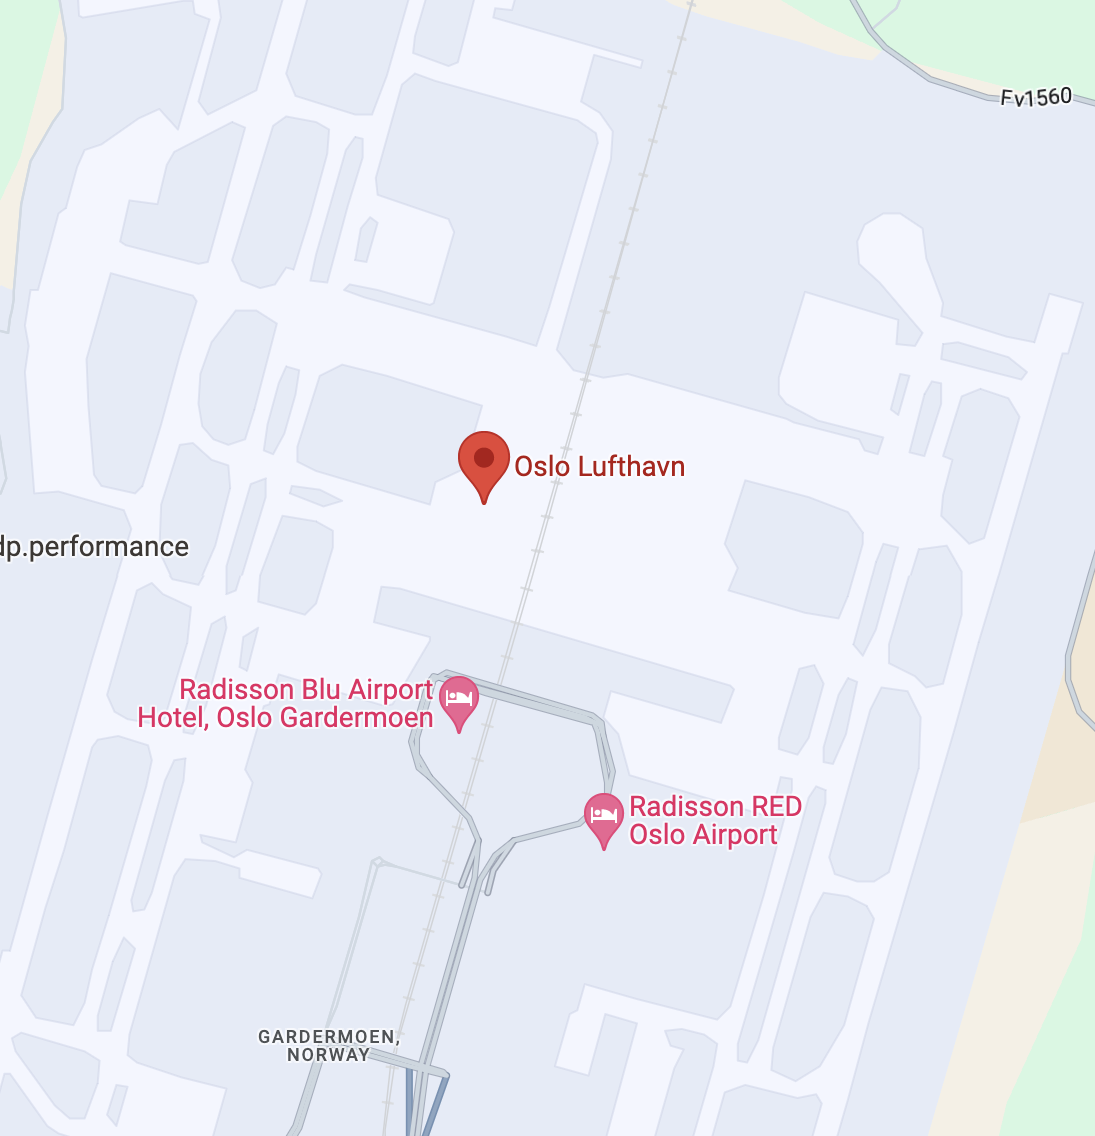 Fv1560
Oslo Lufthavn
dp.performance
Radisson Blu Airport
Hotel, Oslo Gardermoen
Radisson RED
Oslo Airport
GARDERMOEN,
NORWAY